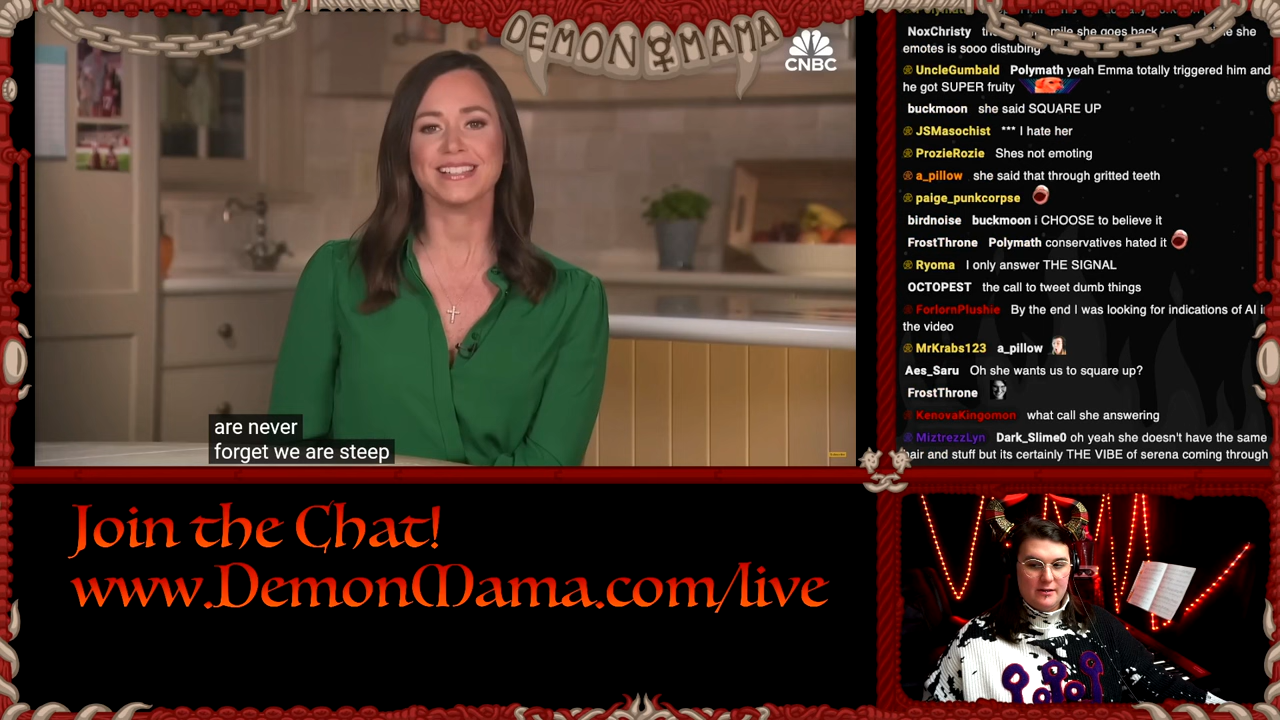 DEMON MAMA
CNBC
are never
forget we are steep
Join the Chat!
www.DemonMama.com/live
NoxChristy
emotes is sooo distubing
UncleGumbald Polymath yeah Emma totally triggered him and
he got SUPER fruity
buckmoon she said SQUARE UP
JSMasochist *** I hate her
ProzieRozie Shes not emoting
a_pillow she said that through gritted teeth
paige_punkcorpse
birdnoise buckmoon i CHOOSE to believe it
FrostThrone Polymath conservatives hated it
Ryoma I only answer THE SIGNAL
OCTOPEST the call to tweet dumb things
ForlornPlushie By the end I was looking for indications of AI i
the video
MrKrabs123 a_pillow
Aes_Saru Oh she wants us to square up?
FrostThrone
KenovaKingomon what call she answering
MiztrezzLyn Dark_Slime0 oh yeah she doesn't have the same
hair and stuff but its certainly THE VIBE of serena coming through